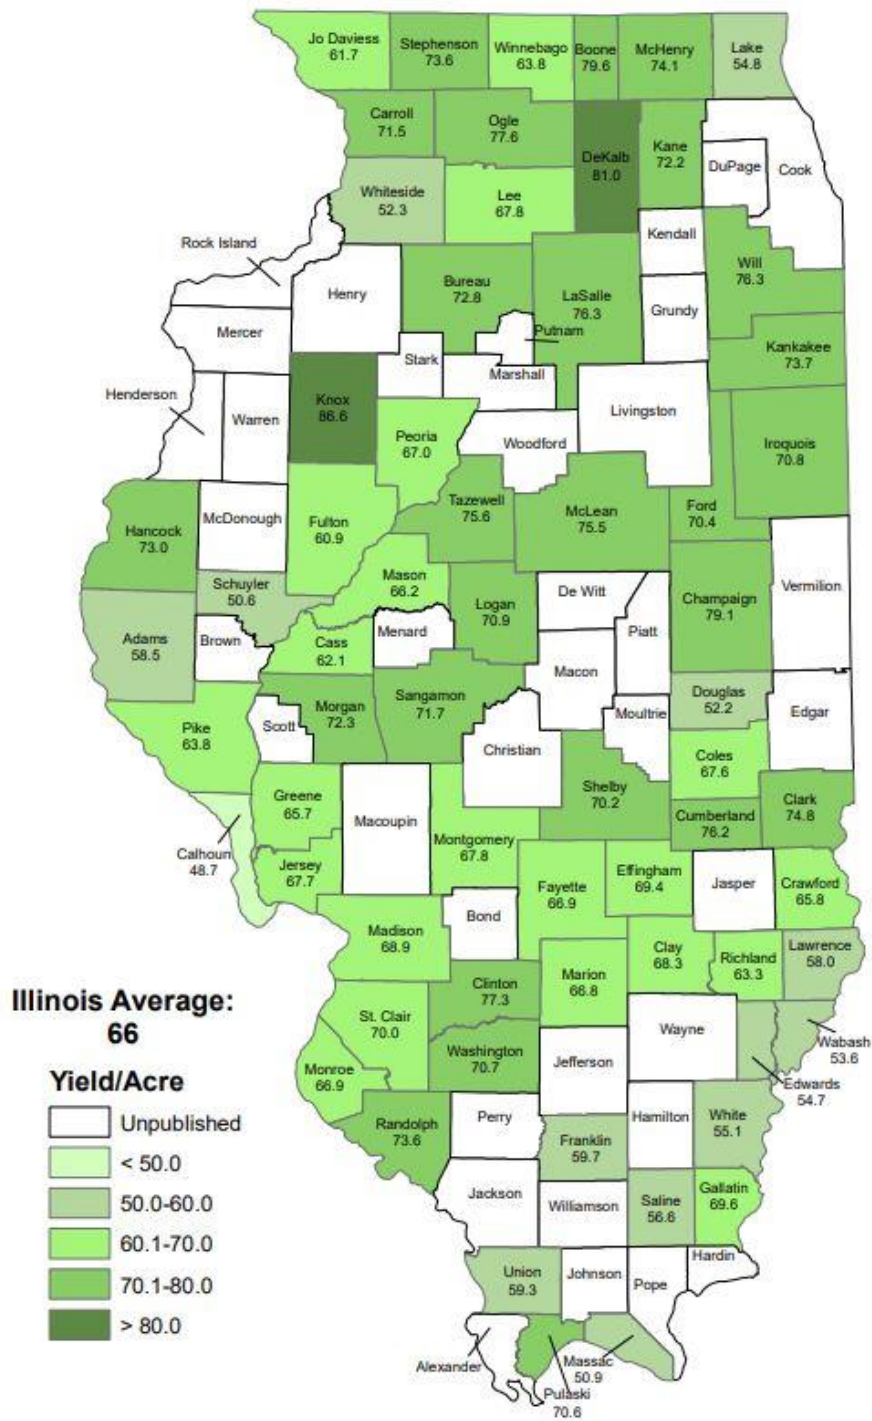 Jo Daviess
61.7
Stephenson
73.6
Winnebago
63.8
Boone
79.6
McHenry
74.1
Lake
54.8
Carroll
71.5
Ogle
77.6
DeKalb
81.0
Kane
72.2
DuPage
Cook
Whiteside
52.3
Lee
67.8
Kendall
Rock Island
Will
76.3
Henry
Bureau
72.8
LaSalle
76.3
Grundy
Mercer
Putnam
Stark
Marshall
Kankakee
73.7
Henderson
Warren
Knox
86.6
Peoria
67.0
Woodford
Livingston
Iroquois
70.8
Tazewell
75.6
McLean
75.5
Ford
70.4
Hancock
73.0
McDonough
Fulton
60.9
Mason
66.2
Schuyler
50.6
Logan
70.9
De Witt
Champaign
79.1
Vermilion
Adams
58.5
Brown
Cass
62.1
Menard
Piatt
Macon
Pike
63.8
Scott
Morgan
72.3
Sangamon
71.7
Christian
Moultrie
Douglas
52.2
Edgar
Coles
67.6
Greene
65.7
Macoupin
Shelby
70.2
Cumberland
76.2
Clark
74.8
Calhoun
48.7
Jersey
67.7
Montgomery
67.8
Fayette
66.9
Effingham
69.4
Jasper
Crawford
65.8
Madison
68.9
Bond
Clay
68.3
Richland
63.3
Lawrence
58.0
Clinton
77.3
Marion
66.8
Illinois Average:
66
St. Clair
70.0
Wayne
Wabash
53.6
Washington
70.7
Jefferson
Monroe
66.9
Edwards
54.7
Yield/Acre
Unpublished
< 50.0
50.0-60.0
60.1-70.0
70.1-80.0
> 80.0
Randolph
73.6
Perry
Hamilton
White
55.1
Franklin
59.7
Jackson
Williamson
Saline
56.6
Gallatin
69.6
Union
59.3
Johnson
Pope
Hardin
Alexander
Pulaski
70.6
Massac
50.9